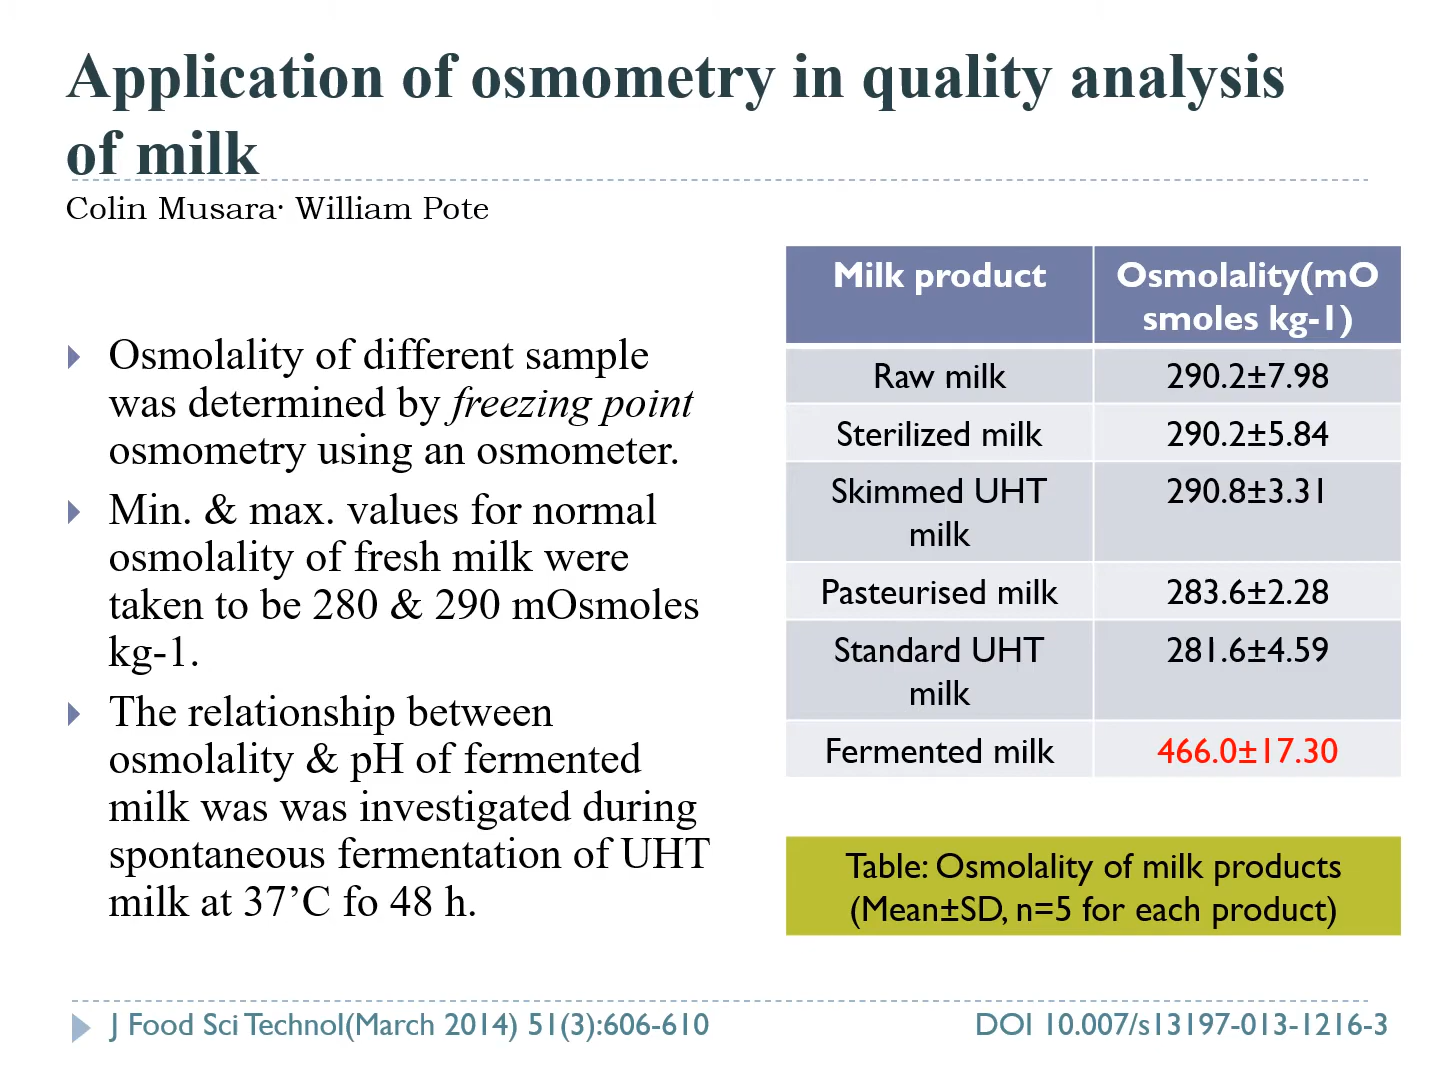 Application of osmometry in quality analysis
of milk
Colin Musara· William Pote
Osmolality of different sample
was determined by freezing point
osmometry using an osmometer.
Min. & max. values for normal
osmolality of fresh milk were
taken to be 280 & 290 mOsmoles
kg-1.
The relationship between
osmolality & pH of fermented
milk was was investigated during
spontaneous fermentation of UHT
milk at 37’C fo 48 h.
Milk product
Osmolality(mO
smoles kg-1)
Raw milk
290.2±7.98
Sterilized milk
290.2±5.84
Skimmed UHT
milk
290.8±3.31
Pasteurised milk
283.6±2.28
Standard UHT
milk
281.6±4.59
Fermented milk
466.0±17.30
Table: Osmolality of milk products
(Mean±SD, n=5 for each product)
J Food Sci Technol(March 2014) 51(3):606-610
DOI 10.007/s13197-013-1216-3